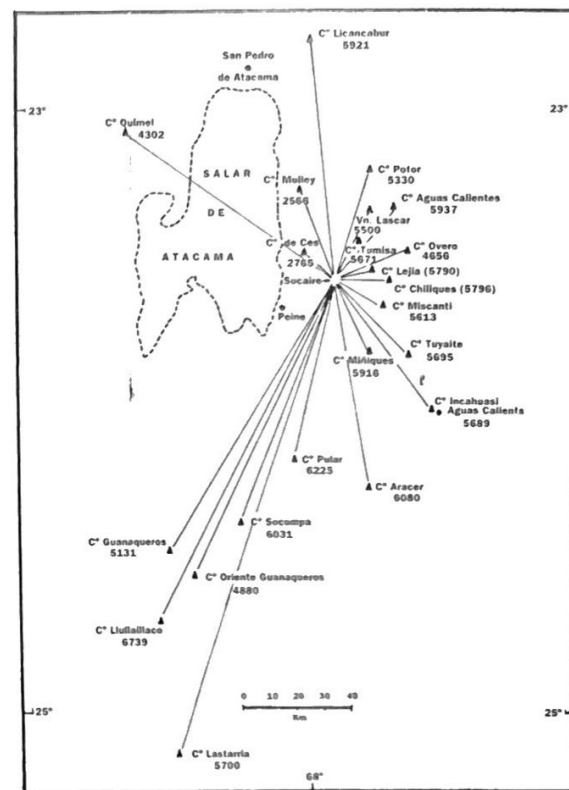 C° Licancabur
5921
San Pedro
de Atacama
23°
23°
C° Quimel
4302
SALAR
DE
ATACAMA
C° Mulley
2566
C° Potor
5330
C° Aguas Calientes
5937
Vn. Lascar
5500
C° de Ces
2765
C° Tumisa
5671
C° Overo
4656
C° Lejia (5790)
Socaire
C° Chiliques (5796)
C° Miscanti
5613
Peine
C° Tuyaite
5695
C° Miñiques
5916
C° Incahuasi
Aguas Calients
5689
C° Pular
6225
C° Aracer
6080
C° Socompa
6031
C° Guanaqueros
5131
C° Oriente Guanaqueros
4880
C° Llullaillaco
6739
0 10 20 30 40
Km
25°
25°
C° Lastarria
5700
68°